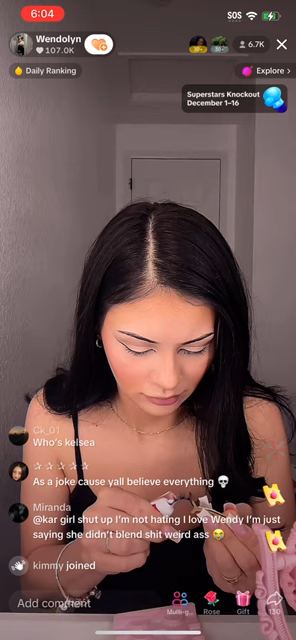 6:04
SOS
Wendolyn
107.0K
6.7K
Daily Ranking
Explore >
Superstars Knockout
December 1–16
Ck_01
Who's kelsea
☆ ☆ ☆ ☆ ☆
As a joke cause yall believe everything 💀
Miranda
@kar girl shut up I'm not hating I love Wendy I'm just
saying she didn't blend shit weird ass 😭
kimmy joined
Add comment
Multi-g...
Rose
Gift
130